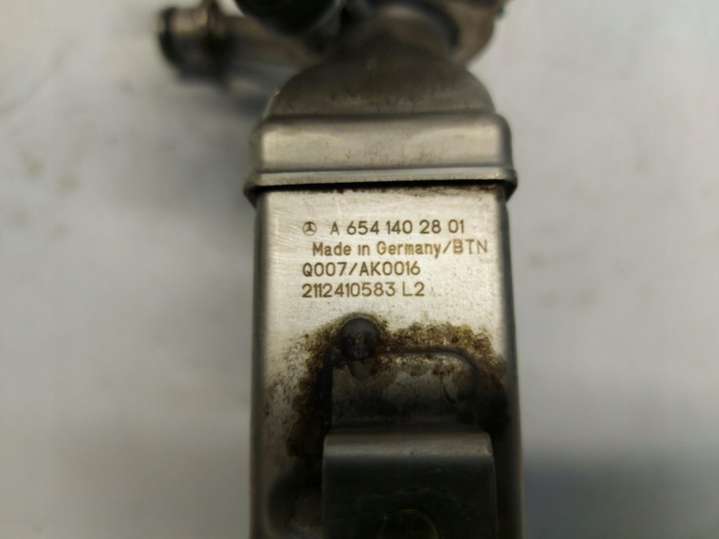 A 654 140 28 01
Made in Germany/BTN
Q007/AK0016
2112410583 L2